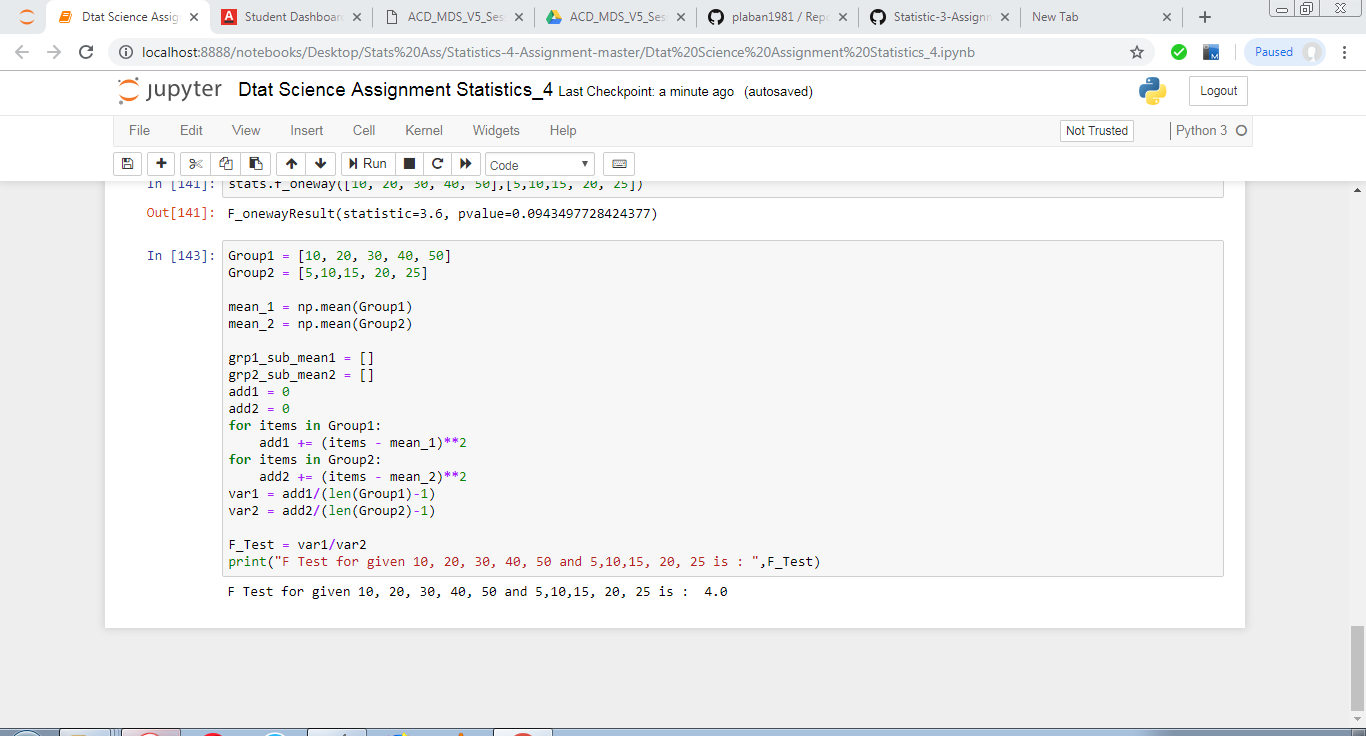 Dtat Science Assig
Student Dashboar
ACD_MDS_V5_Ses
ACD_MDS_V5_Ses
plaban1981 / Repo
Statistic-3-Assignm
New Tab
localhost:8888/notebooks/Desktop/Stats%20Ass/Statistics-4-Assignment-master/Dtat%20Science%20Assignment%20Statistics_4.ipynb
Paused
jupyter Dtat Science Assignment Statistics_4 Last Checkpoint: a minute ago (autosaved)
Logout
File Edit View Insert Cell Kernel Widgets Help
Not Trusted
Python 3
Run
Code
In [141]: stats.f_oneway([10, 20, 30, 40, 50],[5,10,15, 20, 25])
Out[141]: F_onewayResult(statistic=3.6, pvalue=0.0943497728424377)
In [143]: Group1 = [10, 20, 30, 40, 50]
Group2 = [5,10,15, 20, 25]
mean_1 = np.mean(Group1)
mean_2 = np.mean(Group2)
grp1_sub_mean1 = []
grp2_sub_mean2 = []
add1 = 0
add2 = 0
for items in Group1:
    add1 += (items - mean_1)**2
for items in Group2:
    add2 += (items - mean_2)**2
var1 = add1/(len(Group1)-1)
var2 = add2/(len(Group2)-1)
F_Test = var1/var2
print("F Test for given 10, 20, 30, 40, 50 and 5,10,15, 20, 25 is : ",F_Test)
F Test for given 10, 20, 30, 40, 50 and 5,10,15, 20, 25 is :  4.0